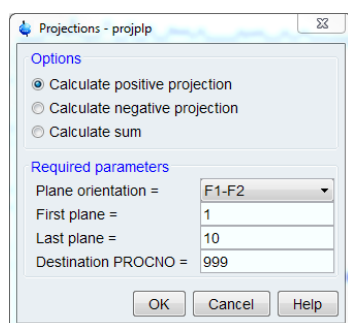 Projections - projplp
Options
Calculate positive projection
Calculate negative projection
Calculate sum
Required parameters
Plane orientation = F1-F2
First plane = 1
Last plane = 10
Destination PROCNO = 999
OK Cancel Help